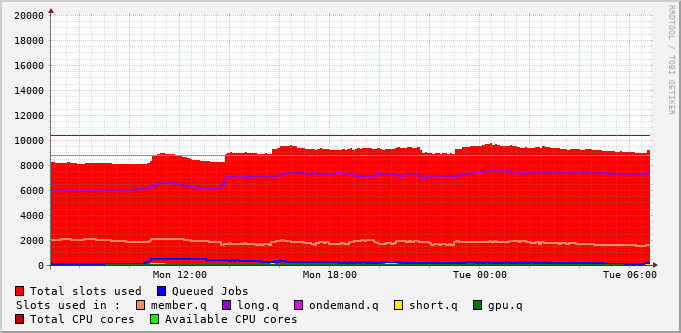 RRDTOOL / TOBI OETIKER
20000
18000
16000
14000
12000
10000
8000
6000
4000
2000
0
Mon 12:00 Mon 18:00 Tue 00:00 Tue 06:00
Total slots used Queued Jobs
Slots used in : member.q long.q ondemand.q short.q gpu.q
Total CPU cores Available CPU cores